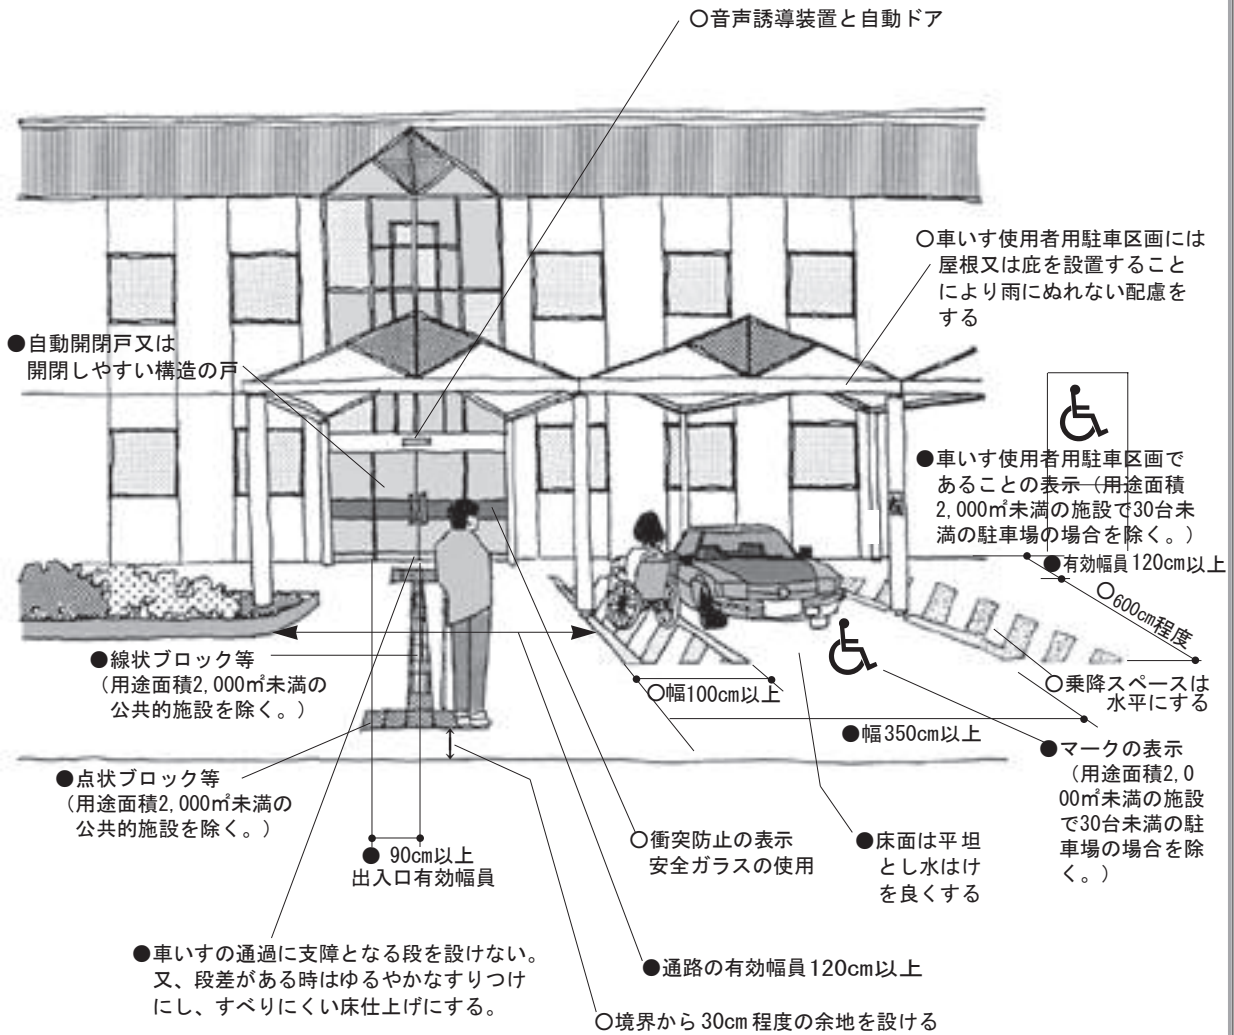 ○音声誘導装置と自動ドア
○車いす使用者用駐車区画には
屋根又は庇を設置すること
により雨にぬれない配慮を
する
●自動開閉戸又は
開閉しやすい構造の戸
●車いす使用者用駐車区画で
あることの表示（用途面積
2,000㎡未満の施設で30台未
満の駐車場の場合を除く。）
●有効幅員120cm以上
○600cm程度
●線状ブロック等
（用途面積2,000㎡未満の
公共的施設を除く。）
○幅100cm以上
○乗降スペースは
水平にする
●幅350cm以上
●点状ブロック等
（用途面積2,000㎡未満の
公共的施設を除く。）
●マークの表示
（用途面積2,0
00㎡未満の施設
で30台未満の駐
車場の場合を除
く。）
● 90cm以上
出入口有効幅員
○衝突防止の表示
安全ガラスの使用
●床面は平坦
とし水はけ
を良くする
●車いすの通過に支障となる段を設けない。
又、段差がある時はゆるやかなすりつけ
にし、すべりにくい床仕上げにする。
●通路の有効幅員120cm以上
○境界から30cm程度の余地を設ける